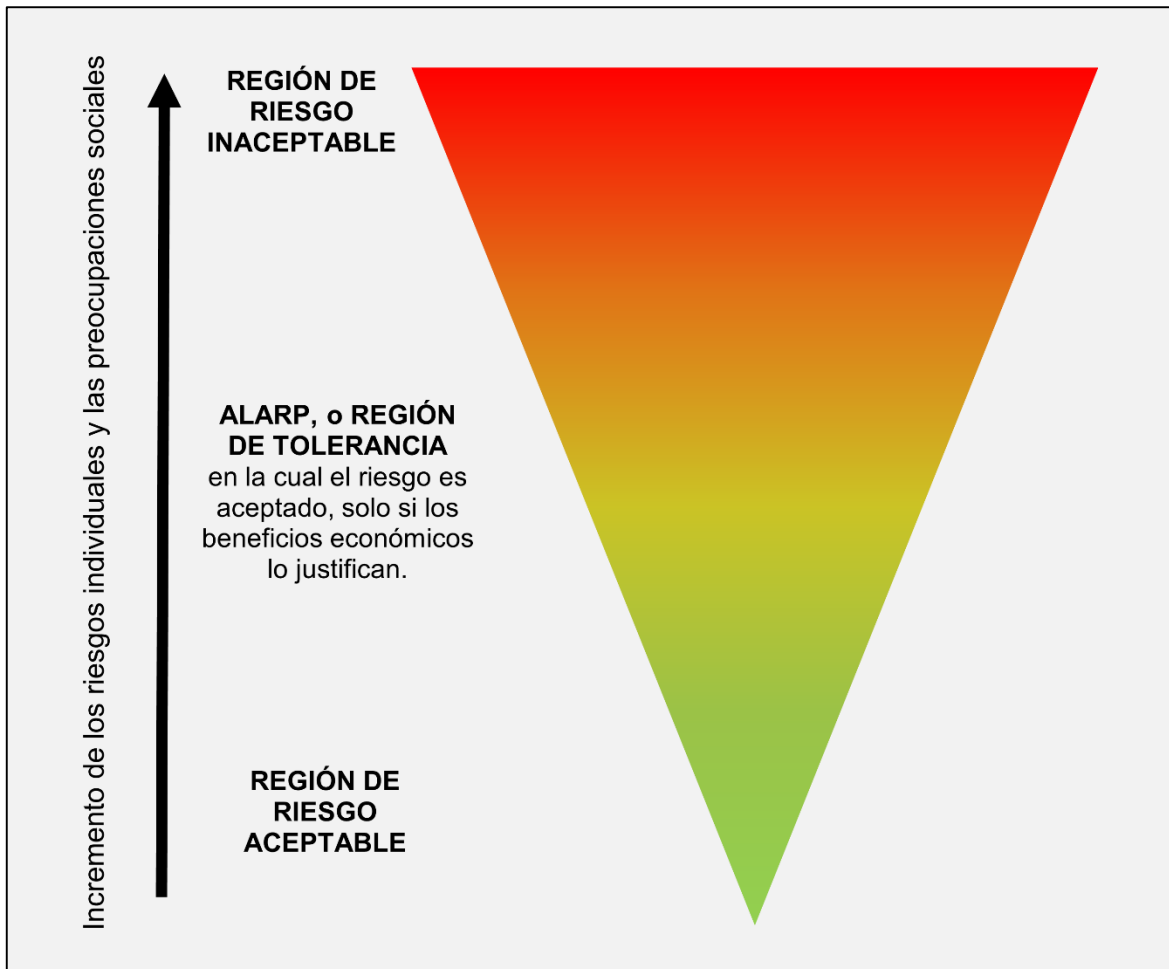 Incremento de los riesgos individuales y las preocupaciones sociales
REGIÓN DE
RIESGO
INACEPTABLE
ALARP, o REGIÓN
DE TOLERANCIA
en la cual el riesgo es
aceptado, solo si los
beneficios económicos
lo justifican.
REGIÓN DE
RIESGO
ACEPTABLE